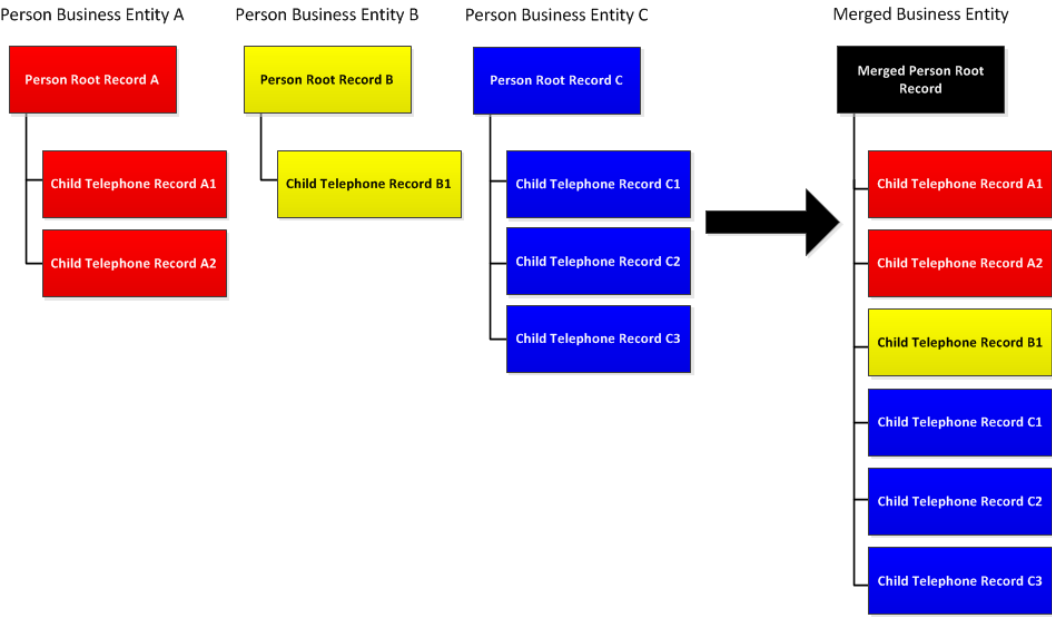 Person Business Entity A
Person Business Entity B
Person Business Entity C
Merged Business Entity
Person Root Record A
Person Root Record B
Person Root Record C
Merged Person Root
Record
Child Telephone Record A1
Child Telephone Record A2
Child Telephone Record B1
Child Telephone Record C1
Child Telephone Record C2
Child Telephone Record C3
Child Telephone Record A1
Child Telephone Record A2
Child Telephone Record B1
Child Telephone Record C1
Child Telephone Record C2
Child Telephone Record C3